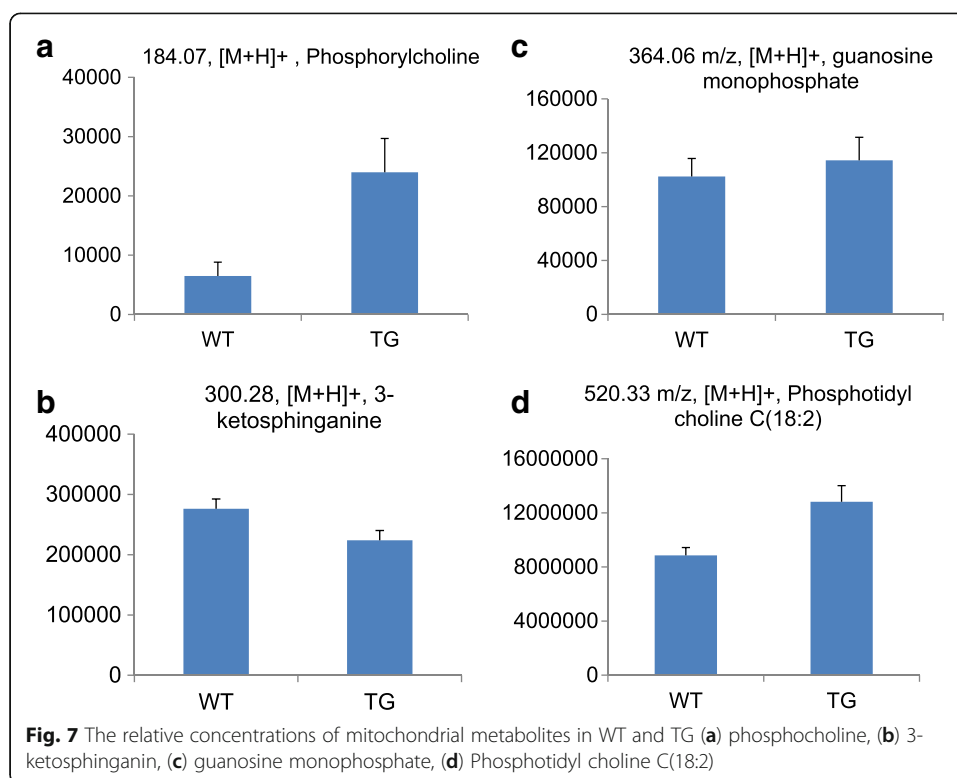 a
184.07, [M+H]+ , Phosphorylcholine
40000
30000
20000
10000
0
WT TG
c
364.06 m/z, [M+H]+, guanosine
monophosphate
160000
120000
80000
40000
0
WT TG
b
300.28, [M+H]+, 3-
ketosphinganine
400000
300000
200000
100000
0
WT TG
d
520.33 m/z, [M+H]+, Phosphotidyl
choline C(18:2)
16000000
12000000
8000000
4000000
0
WT TG
Fig. 7 The relative concentrations of mitochondrial metabolites in WT and TG (a) phosphocholine, (b) 3-
ketosphinganin, (c) guanosine monophosphate, (d) Phosphotidyl choline C(18:2)